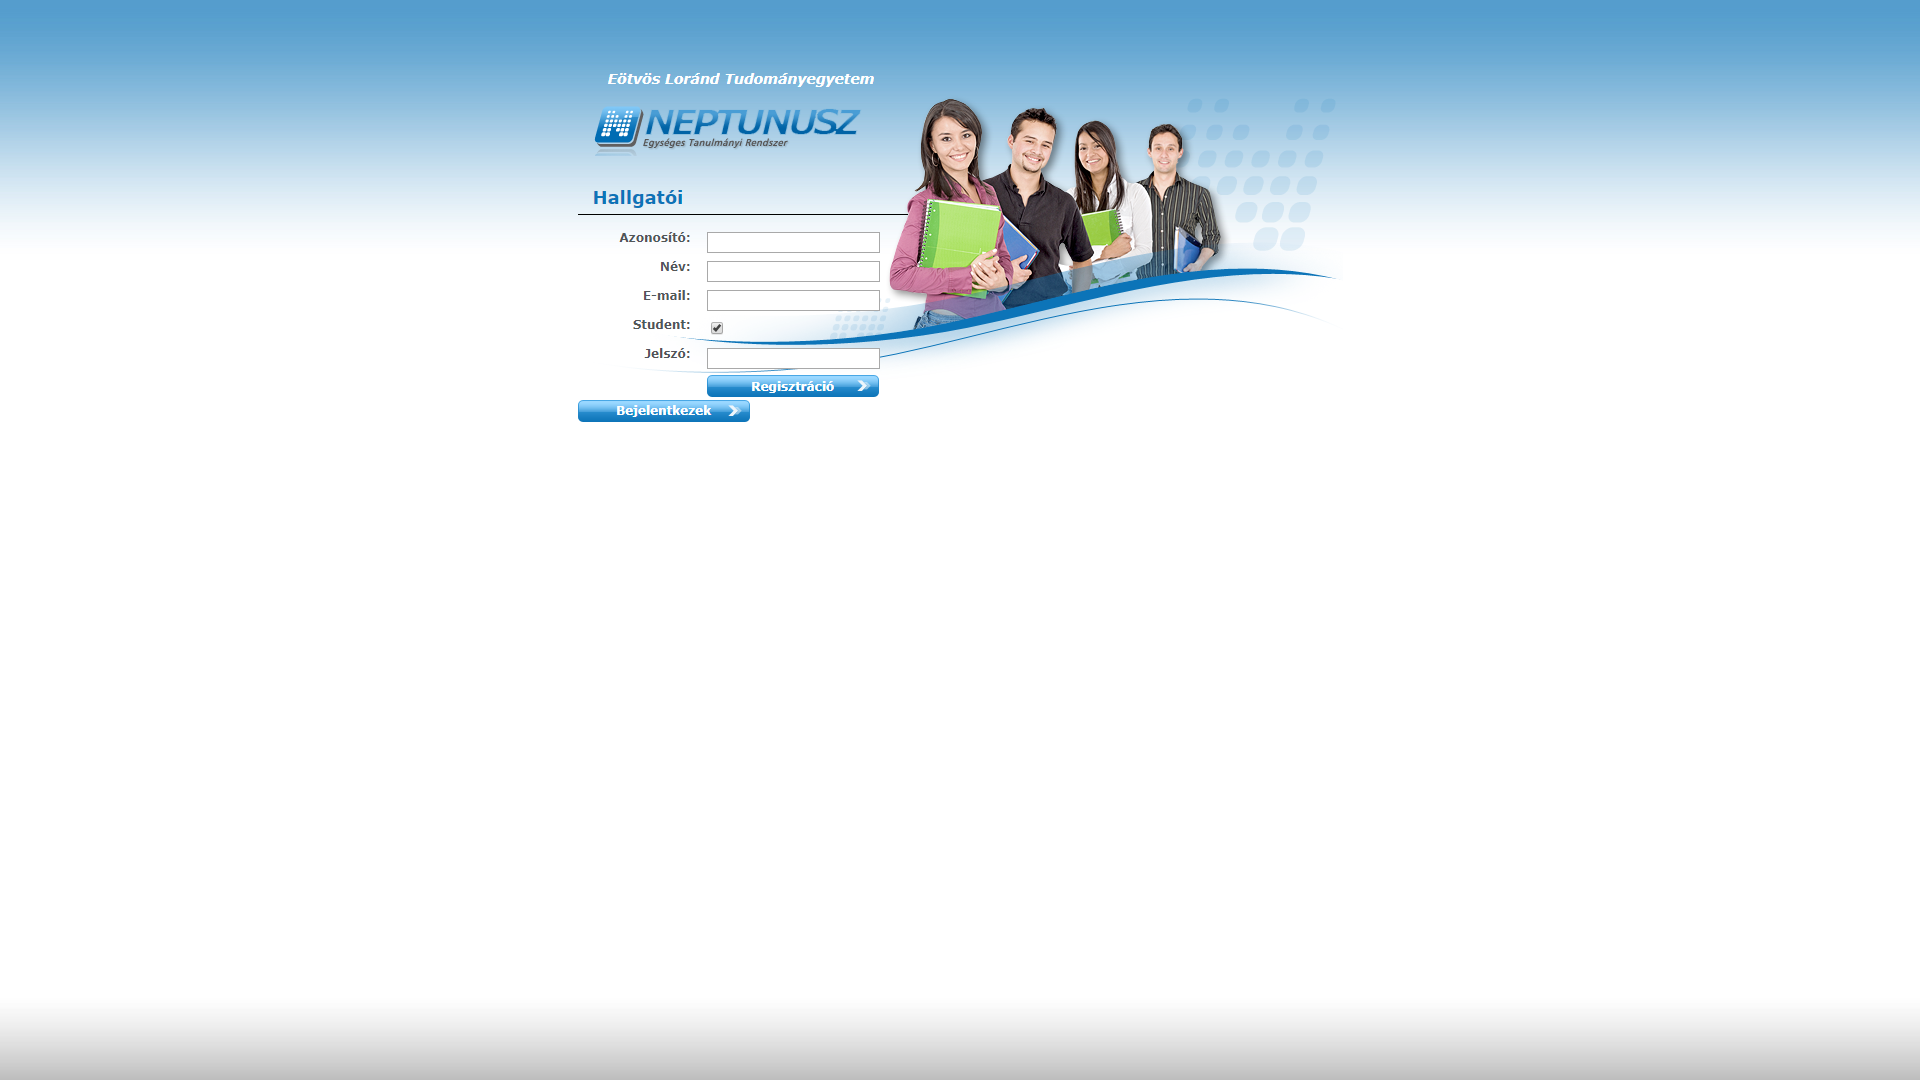 Eötvös Loránd Tudományegyetem
NEPTUNUSZ
Egységes Tanulmányi Rendszer
Hallgatói
Azonosító:
Név:
E-mail:
Student:
Jelszó:
Regisztráció
Bejelentkezek